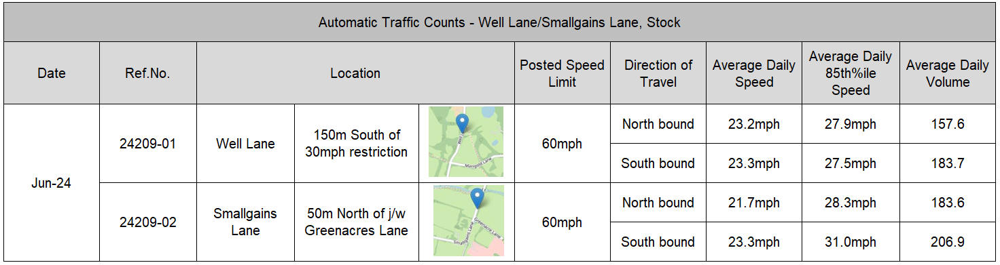 Automatic Traffic Counts - Well Lane/Smallgains Lane, Stock
Date
Ref.No.
Location
Posted Speed
Limit
Direction of
Travel
Average Daily
Speed
Average Daily
85th%ile
Speed
Average Daily
Volume
Jun-24
24209-01
Well Lane
150m South of
30mph restriction
Marigold Lane
60mph
North bound
23.2mph
27.9mph
157.6
South bound
23.3mph
27.5mph
183.7
24209-02
Smallgains
Lane
50m North of j/w
Greenacres Lane
Greenacre Lane
Smallgains Lane
60mph
North bound
21.7mph
28.3mph
183.6
South bound
23.3mph
31.0mph
206.9